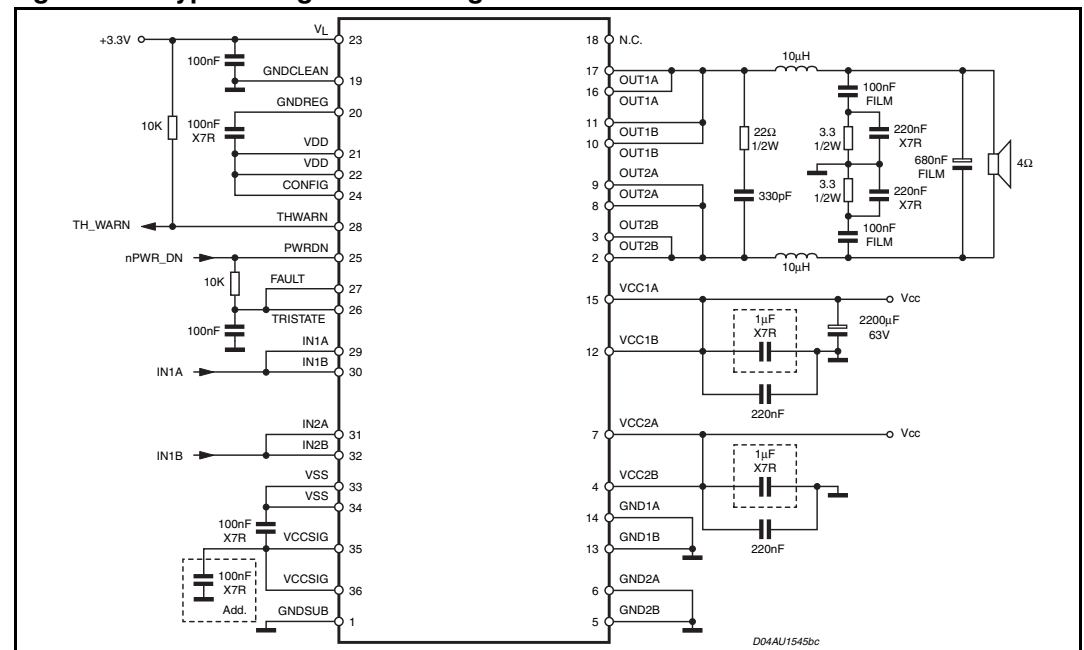 +3.3V
VL
23
100nF
GNDCLEAN
19
GNDREG
20
10K
100nF
X7R
VDD
21
VDD
22
CONFIG
24
TH_WARN
THWARN
28
nPWR_DN
PWRDN
25
10K
FAULT
27
TRISTATE
26
100nF
IN1A
29
IN1A
IN1B
30
IN2A
31
IN1B
IN2B
32
VSS
33
VSS
34
100nF
X7R
VCCSIG
35
100nF
X7R
Add.
VCCSIG
36
GNDSUB
1
18
N.C.
17
OUT1A
16
OUT1A
11
OUT1B
10
OUT1B
OUT2A
9
OUT2A
8
OUT2B
3
OUT2B
2
10µH
22Ω
1/2W
330pF
100nF
FILM
3.3
1/2W
220nF
X7R
3.3
1/2W
220nF
X7R
100nF
FILM
680nF
FILM
4Ω
10µH
15
VCC1A
Vcc
1µF
X7R
2200µF
63V
12
VCC1B
220nF
7
VCC2A
Vcc
1µF
X7R
4
VCC2B
220nF
14
GND1A
13
GND1B
6
GND2A
5
GND2B
D04AU1545bc